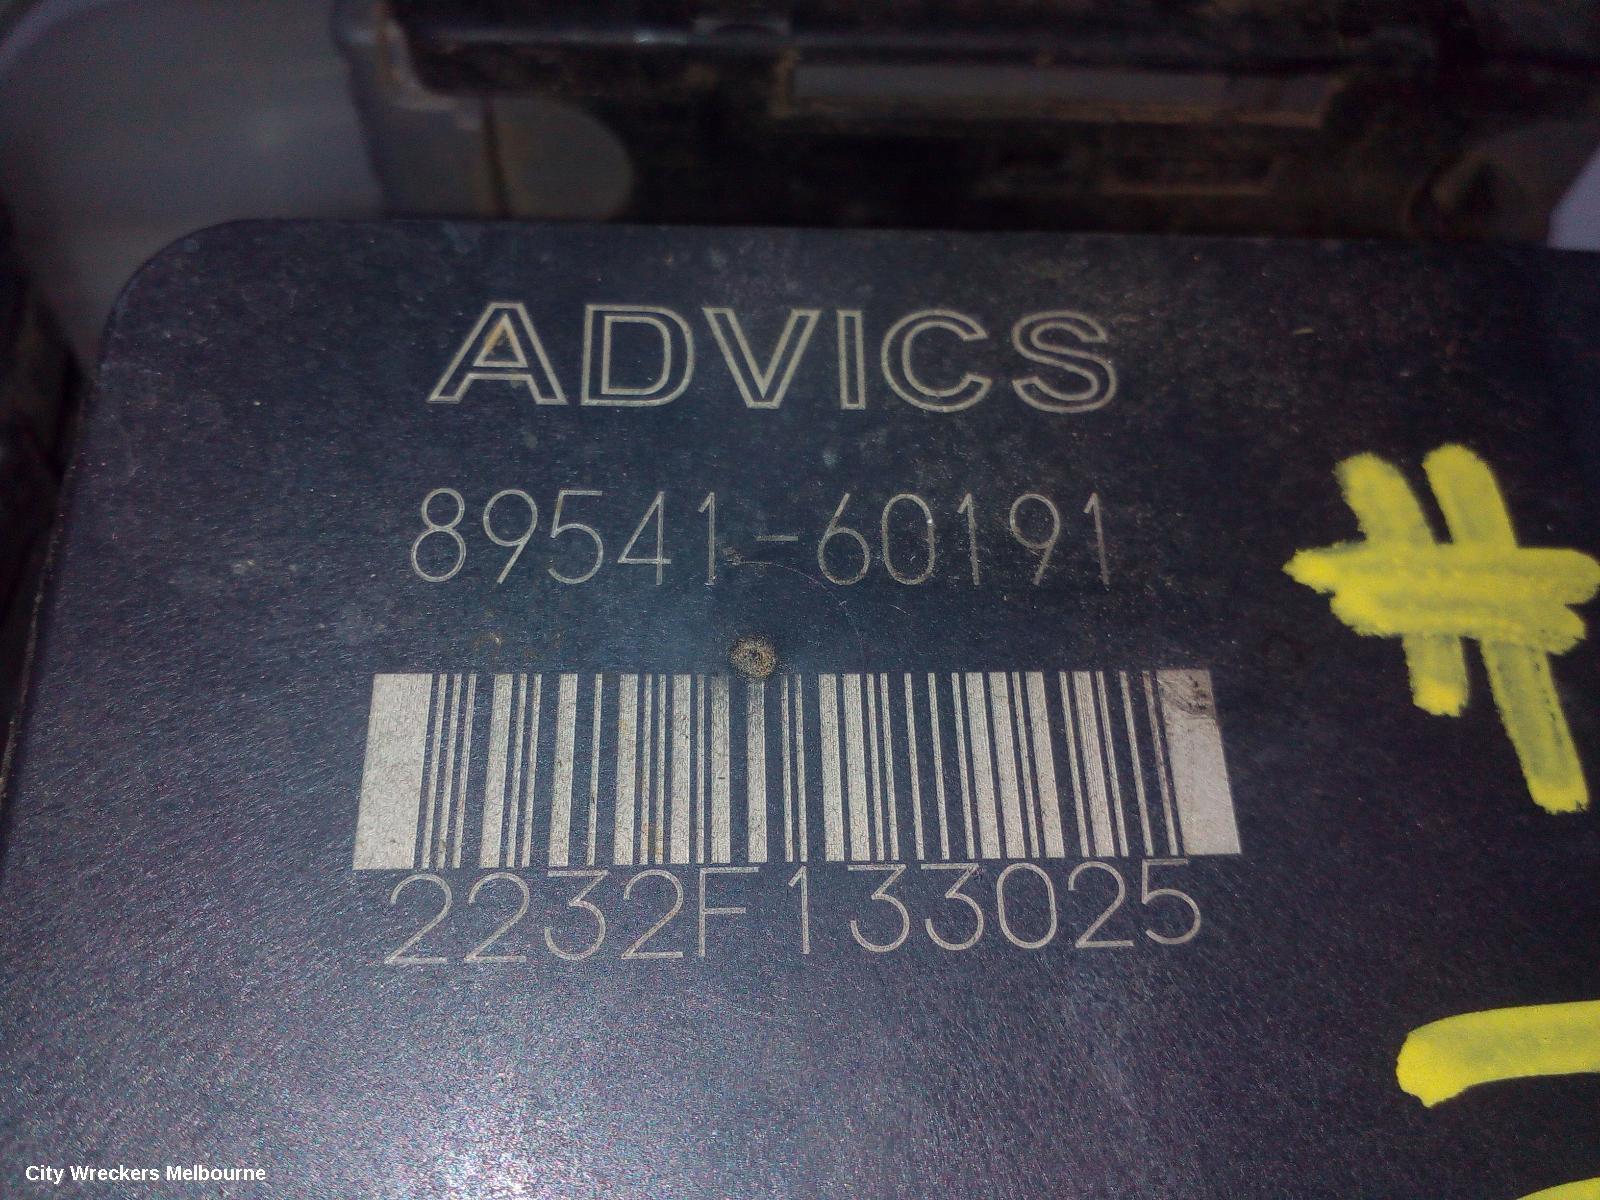 ADVICS
89541-60191
#
2232F133025
City Wreckers Melbourne